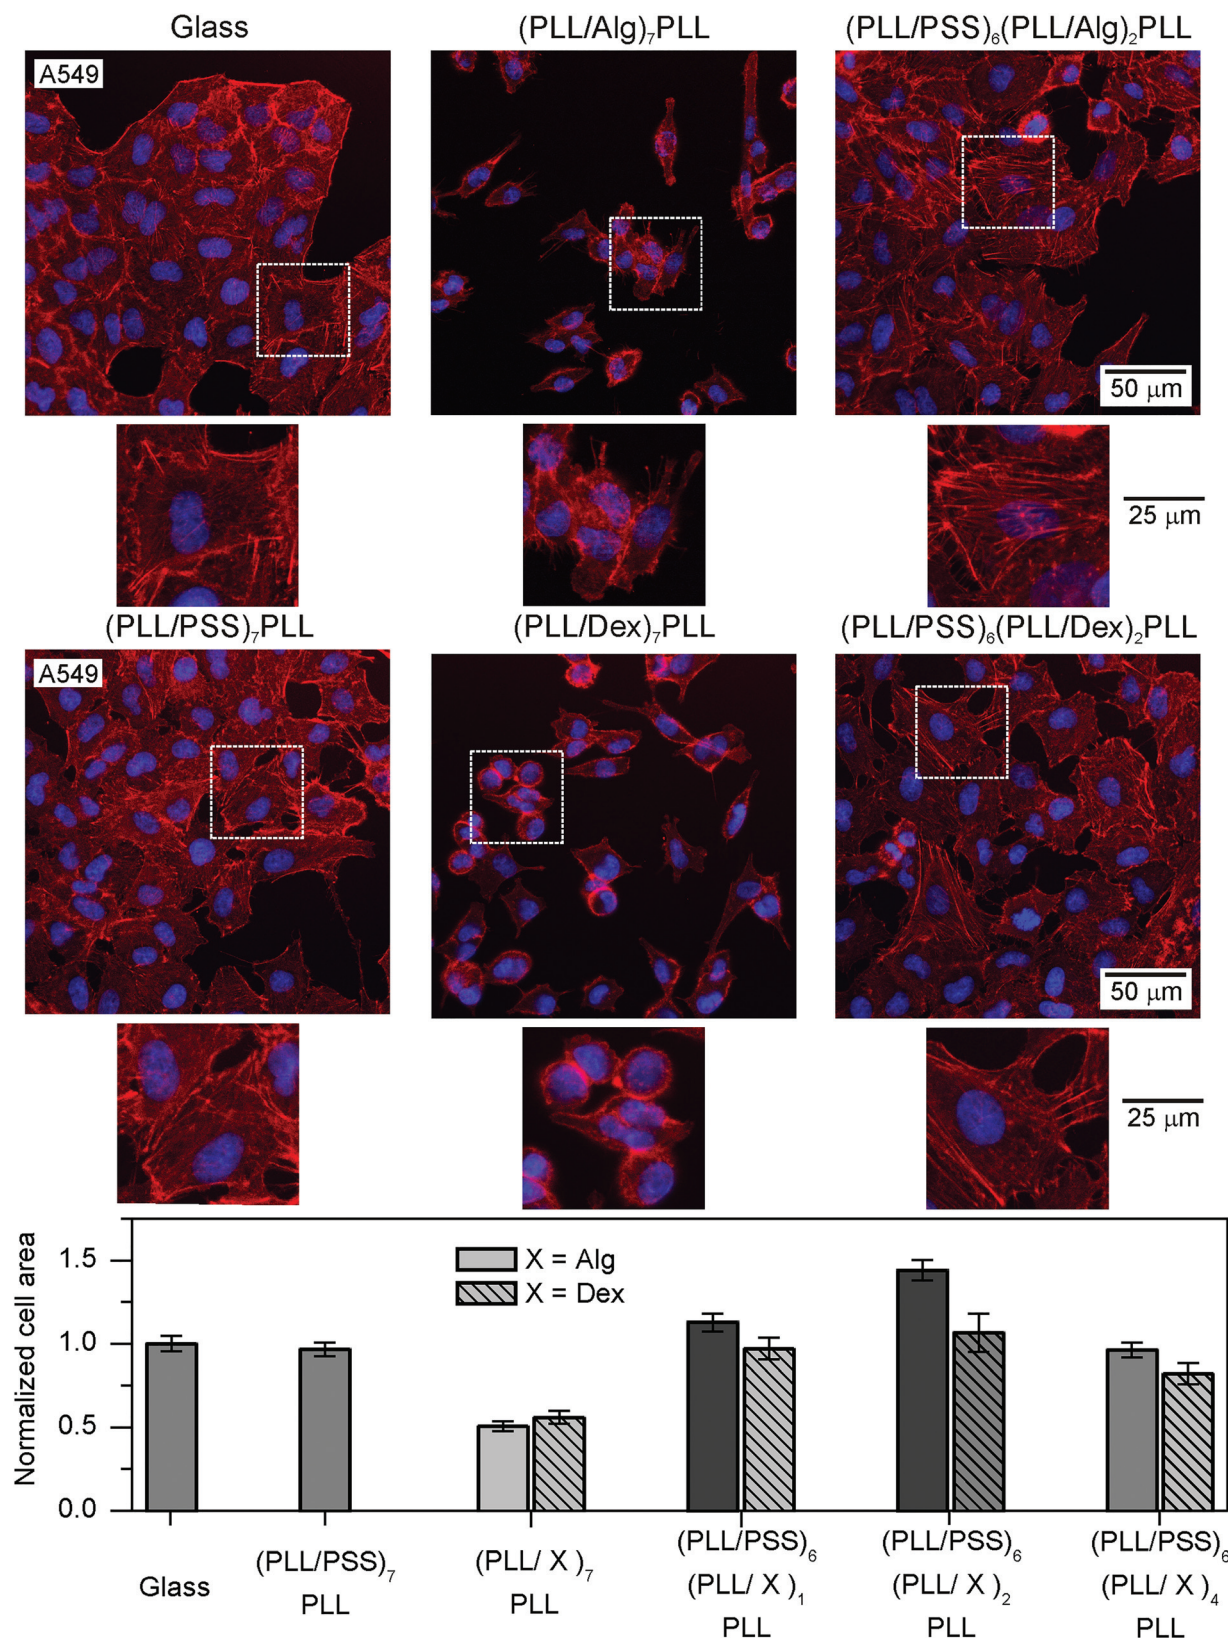 Glass
(PLL/Alg)₇PLL
(PLL/PSS)₆(PLL/Alg)₂PLL
A549
50 μm
25 μm
(PLL/PSS)₇PLL
(PLL/Dex)₇PLL
(PLL/PSS)₆(PLL/Dex)₂PLL
A549
50 μm
25 μm
Normalized cell area
1.5
1.0
0.5
0.0
X = Alg
X = Dex
Glass
(PLL/PSS)₇
PLL
(PLL/ X )₇
PLL
(PLL/PSS)₆
(PLL/ X )₁
PLL
(PLL/PSS)₆
(PLL/ X )₂
PLL
(PLL/PSS)₆
(PLL/ X )₄
PLL